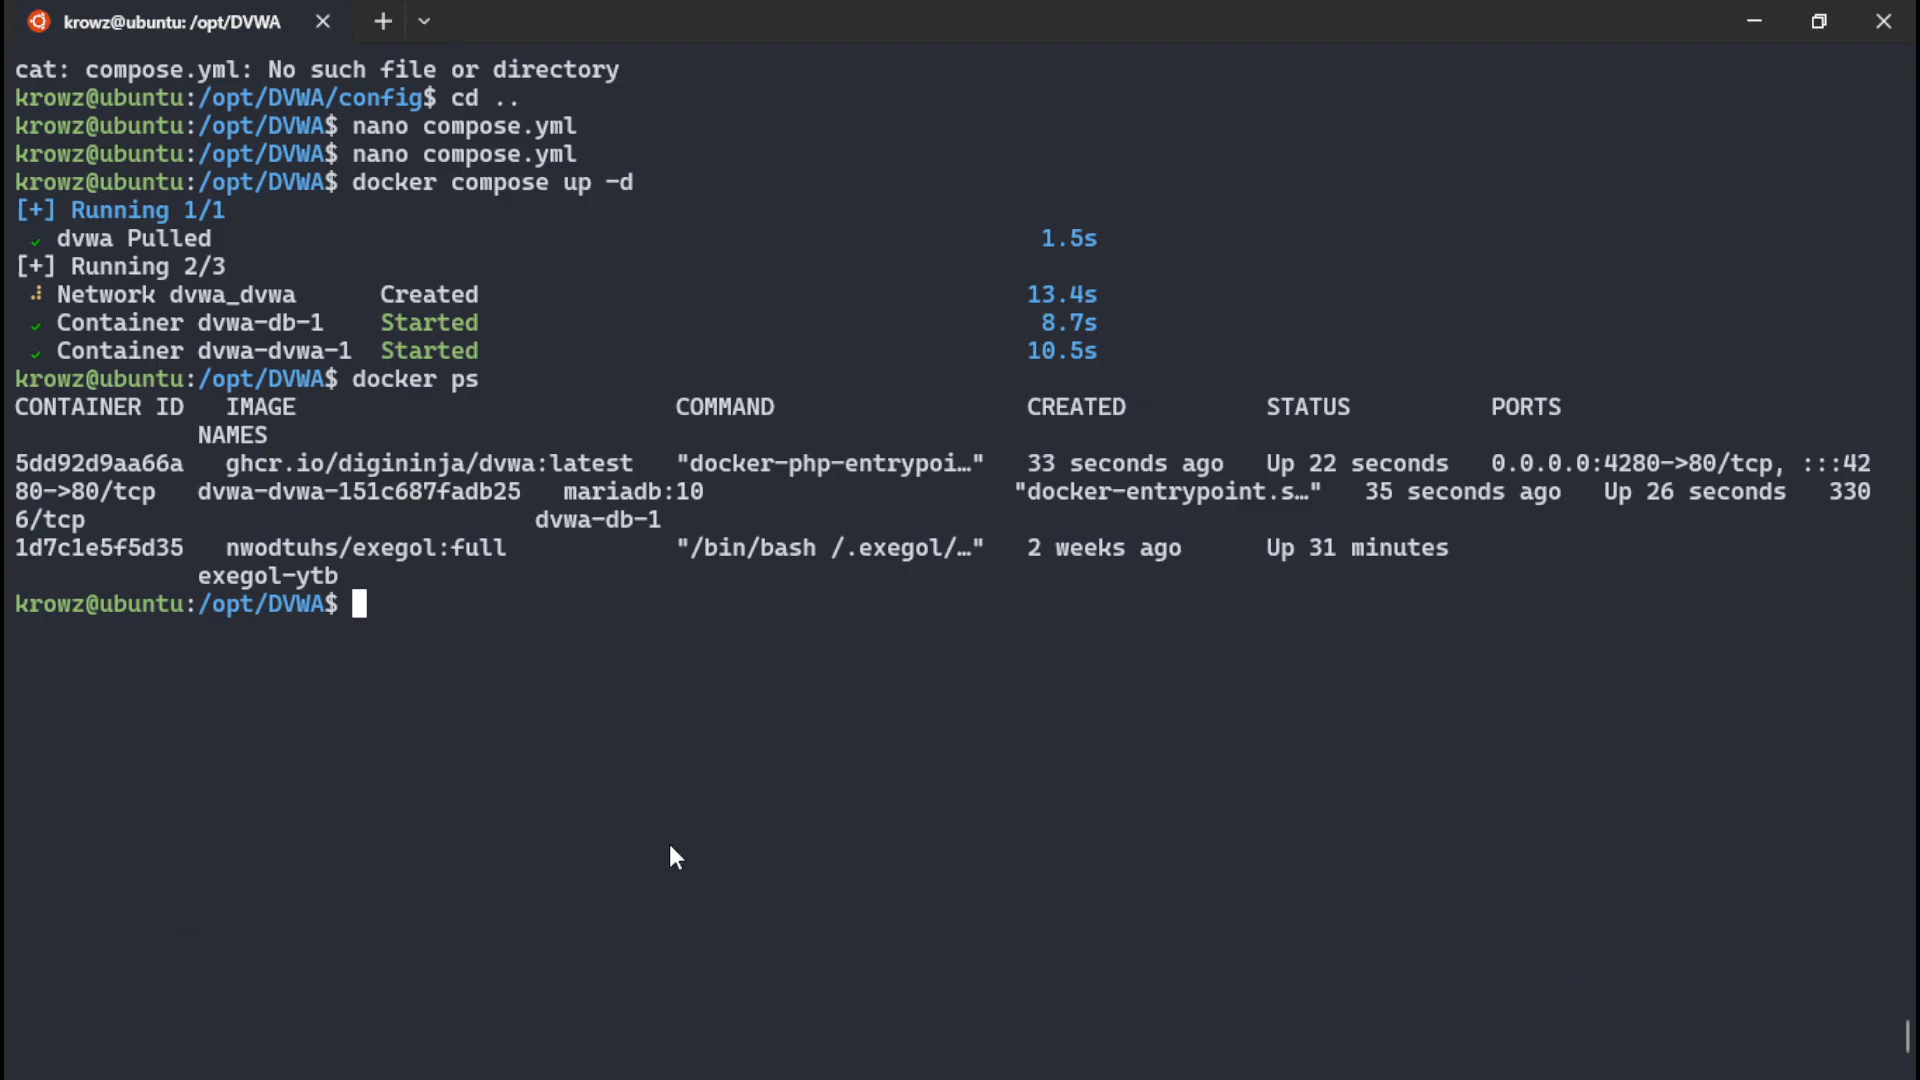 krowz@ubuntu: /opt/DVWA
cat: compose.yml: No such file or directory
krowz@ubuntu:/opt/DVWA/config$ cd ..
krowz@ubuntu:/opt/DVWA$ nano compose.yml
krowz@ubuntu:/opt/DVWA$ nano compose.yml
krowz@ubuntu:/opt/DVWA$ docker compose up -d
[+] Running 1/1
✓ dvwa Pulled 1.5s
[+] Running 2/3
⠼ Network dvwa_dvwa Created 13.4s
✓ Container dvwa-db-1 Started 8.7s
✓ Container dvwa-dvwa-1 Started 10.5s
krowz@ubuntu:/opt/DVWA$ docker ps
CONTAINER ID IMAGE COMMAND CREATED STATUS PORTS
NAMES
5dd92d9aa66a ghcr.io/digininja/dvwa:latest "docker-php-entrypoi…" 33 seconds ago Up 22 seconds 0.0.0.0:4280->80/tcp, :::42
80->80/tcp dvwa-dvwa-151c687fadb25 mariadb:10 "docker-entrypoint.s…" 35 seconds ago Up 26 seconds 330
6/tcp dvwa-db-1
1d7c1e5f5d35 nwodtuhs/exegol:full "/bin/bash /.exegol/…" 2 weeks ago Up 31 minutes
exegol-ytb
krowz@ubuntu:/opt/DVWA$